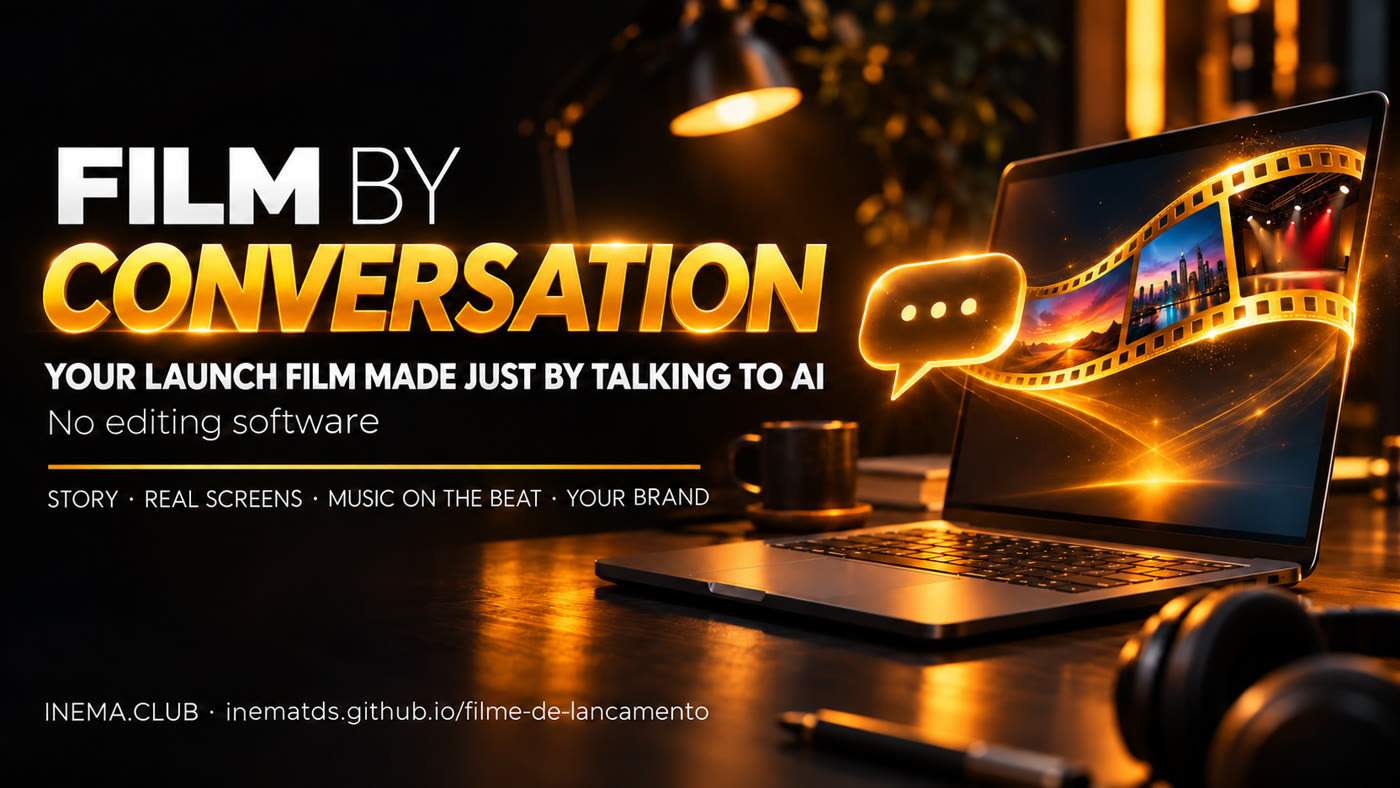 FILM BY
CONVERSATION
YOUR LAUNCH FILM MADE JUST BY TALKING TO AI
No editing software
STORY · REAL SCREENS · MUSIC ON THE BEAT · YOUR BRAND
INEMA.CLUB · inematds.github.io/filme-de-lancamento